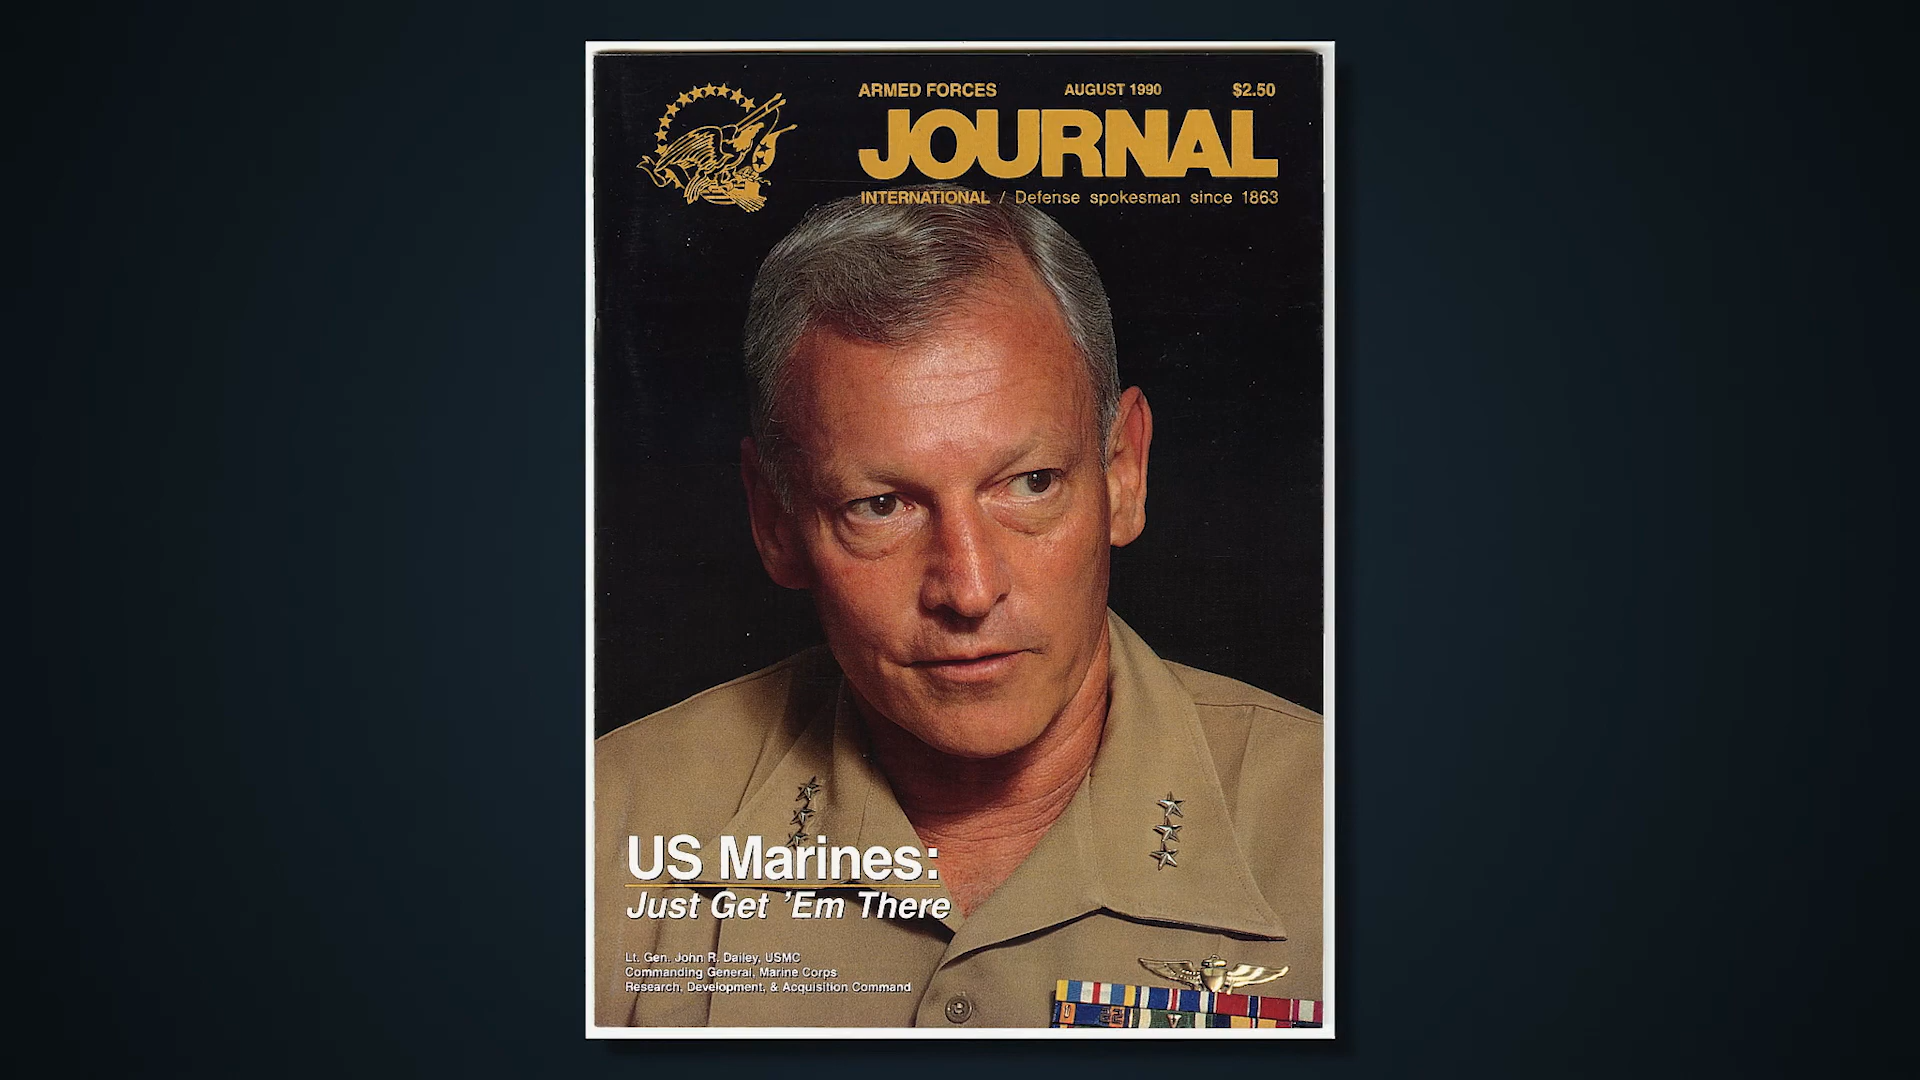 ARMED FORCES AUGUST 1990 $2.50
JOURNAL
INTERNATIONAL / Defense spokesman since 1863
US Marines:
Just Get 'Em There
Lt. Gen. John R. Dailey, USMC
Commanding General, Marine Corps
Research, Development, & Acquisition Command